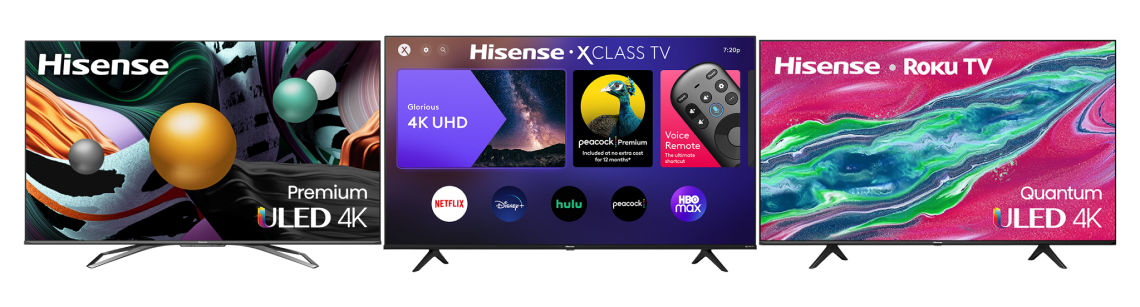 Hisense
Premium
ULED 4K
X
Hisense · XCLASS TV
7:20p
Glorious
4K UHD
peacock Premium
Included at no extra cost
for 12 months*
Voice
Remote
The ultimate
shortcut
NETFLIX
Disney+
hulu
peacock
HBO
max
Hisense • Roku TV
Quantum
ULED 4K